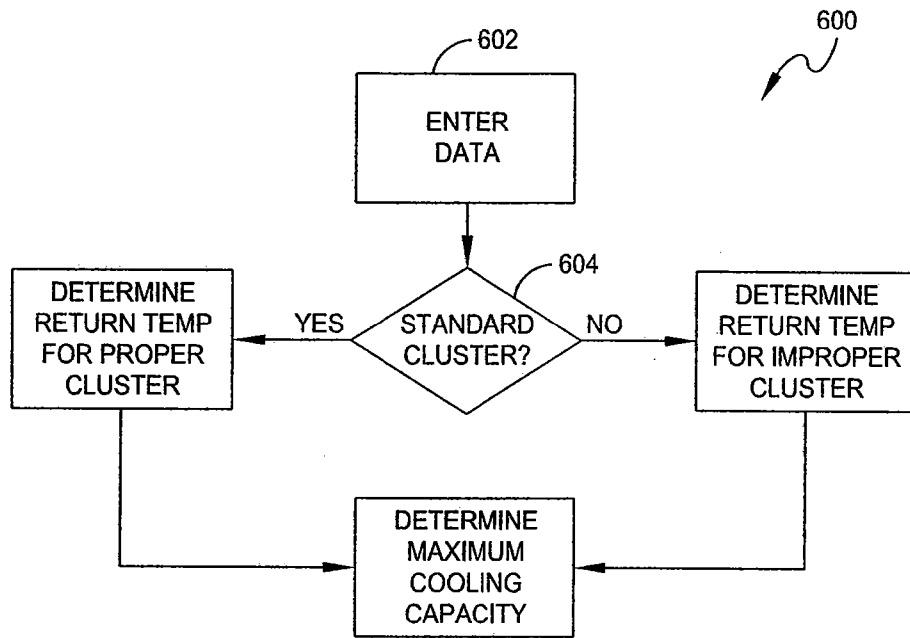 600
602
ENTER
DATA
604
STANDARD
CLUSTER?
YES
NO
DETERMINE
RETURN TEMP
FOR PROPER
CLUSTER
DETERMINE
RETURN TEMP
FOR IMPROPER
CLUSTER
DETERMINE
MAXIMUM
COOLING
CAPACITY